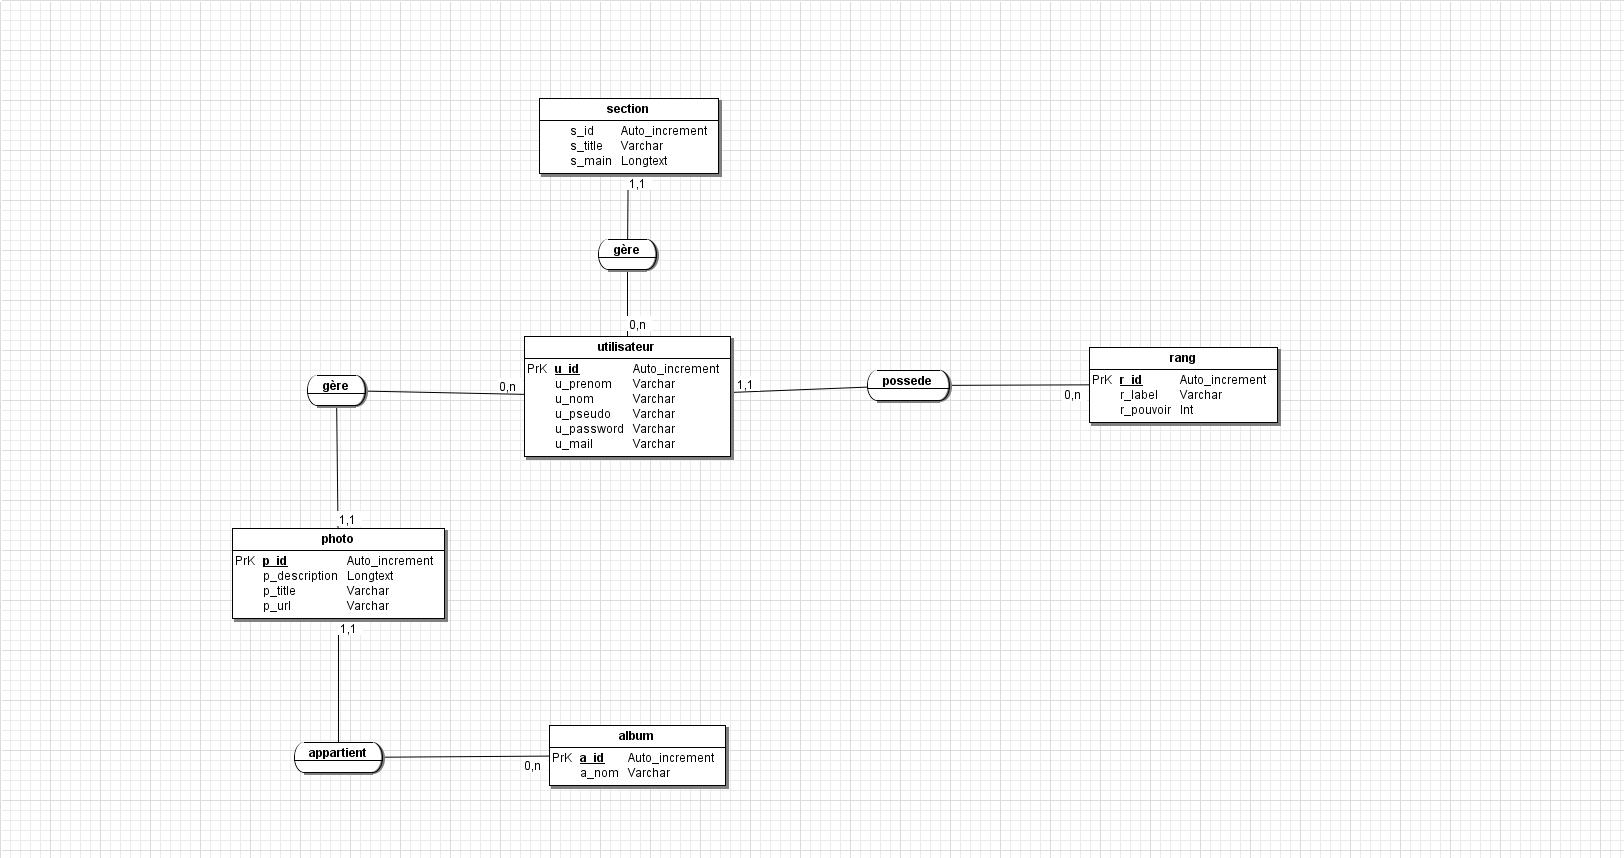 section
s_id Auto_increment
s_title Varchar
s_main Longtext
1,1
gère
0,n
utilisateur
PrK u_id Auto_increment
u_prenom Varchar
u_nom Varchar
u_pseudo Varchar
u_password Varchar
u_mail Varchar
gère
0,n
1,1
possede
0,n
rang
PrK r_id Auto_increment
r_label Varchar
r_pouvoir Int
1,1
photo
PrK p_id Auto_increment
p_description Longtext
p_title Varchar
p_url Varchar
1,1
appartient
0,n
album
PrK a_id Auto_increment
a_nom Varchar